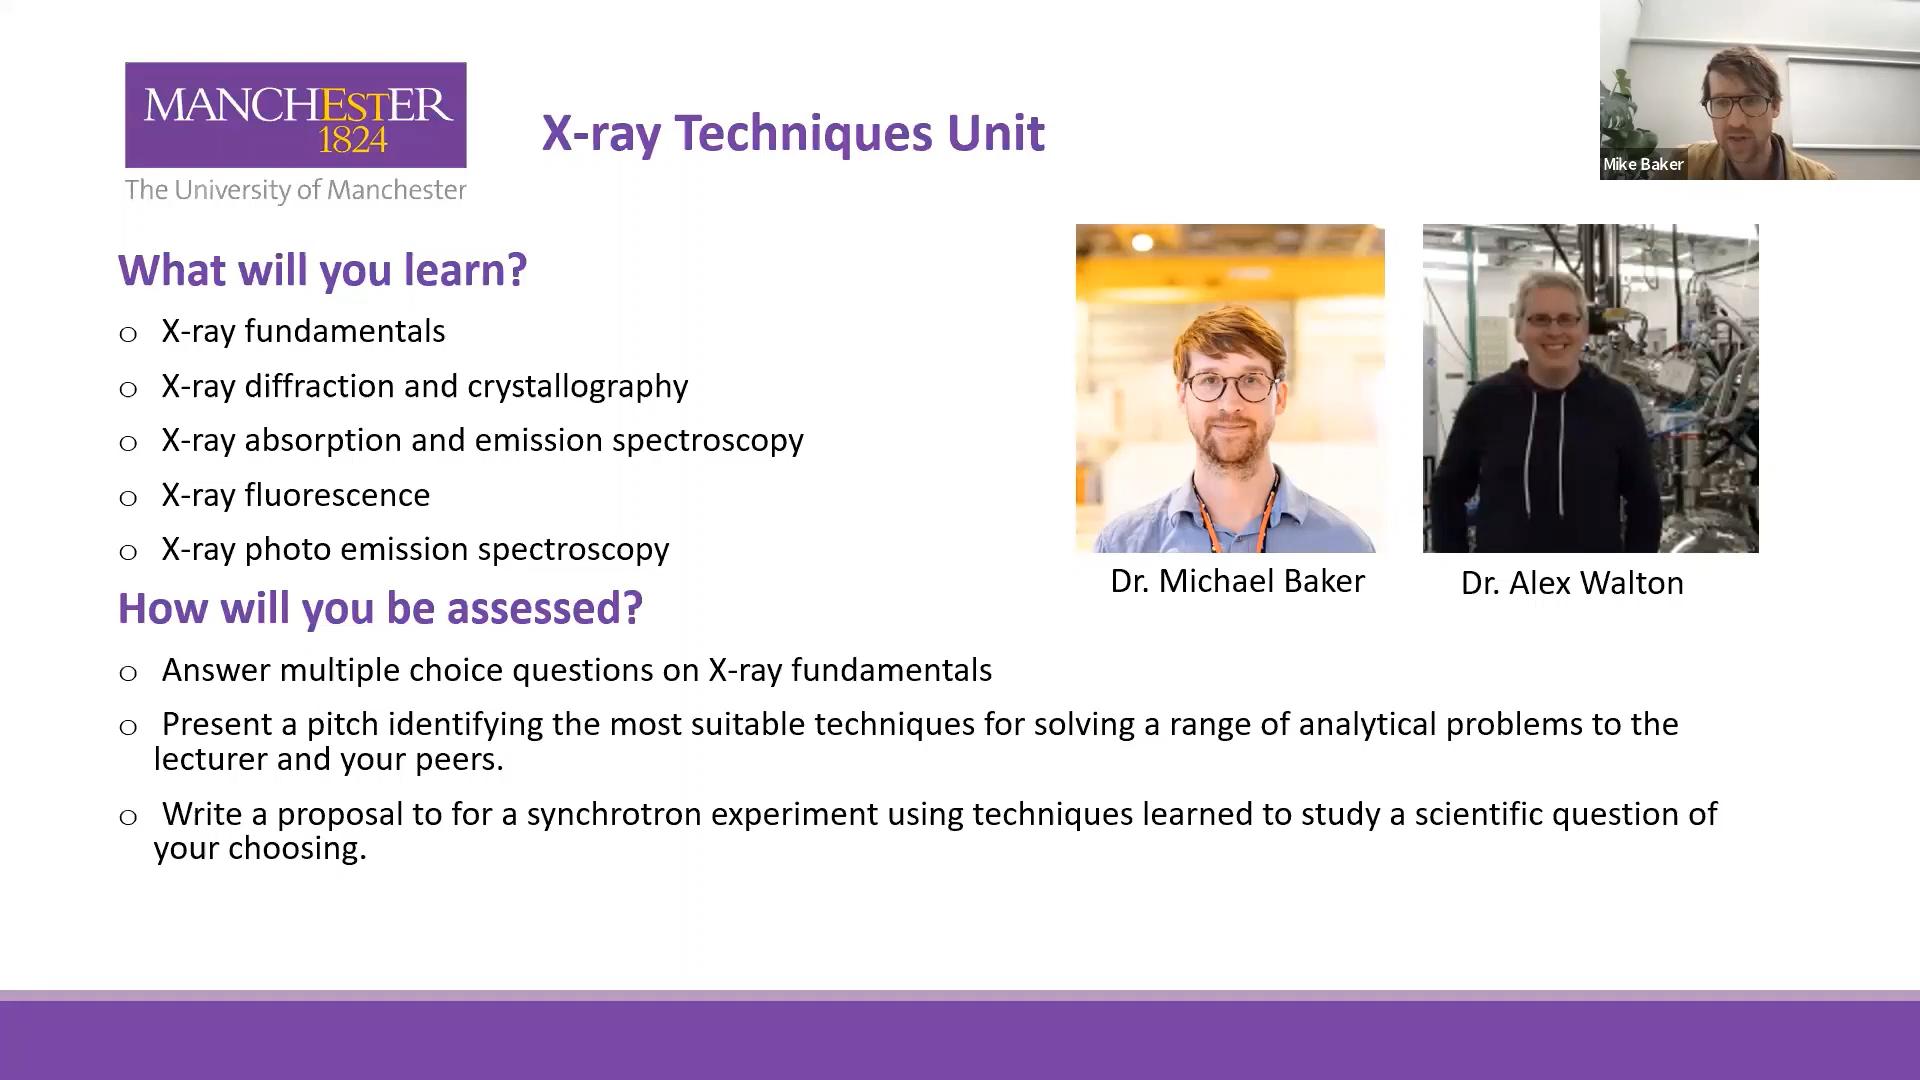 MANCHEstER
1824
The University of Manchester
X-ray Techniques Unit
Mike Baker
What will you learn?
o X-ray fundamentals
o X-ray diffraction and crystallography
o X-ray absorption and emission spectroscopy
o X-ray fluorescence
o X-ray photo emission spectroscopy
Dr. Michael Baker
Dr. Alex Walton
How will you be assessed?
o Answer multiple choice questions on X-ray fundamentals
o Present a pitch identifying the most suitable techniques for solving a range of analytical problems to the
lecturer and your peers.
o Write a proposal to for a synchrotron experiment using techniques learned to study a scientific question of
your choosing.